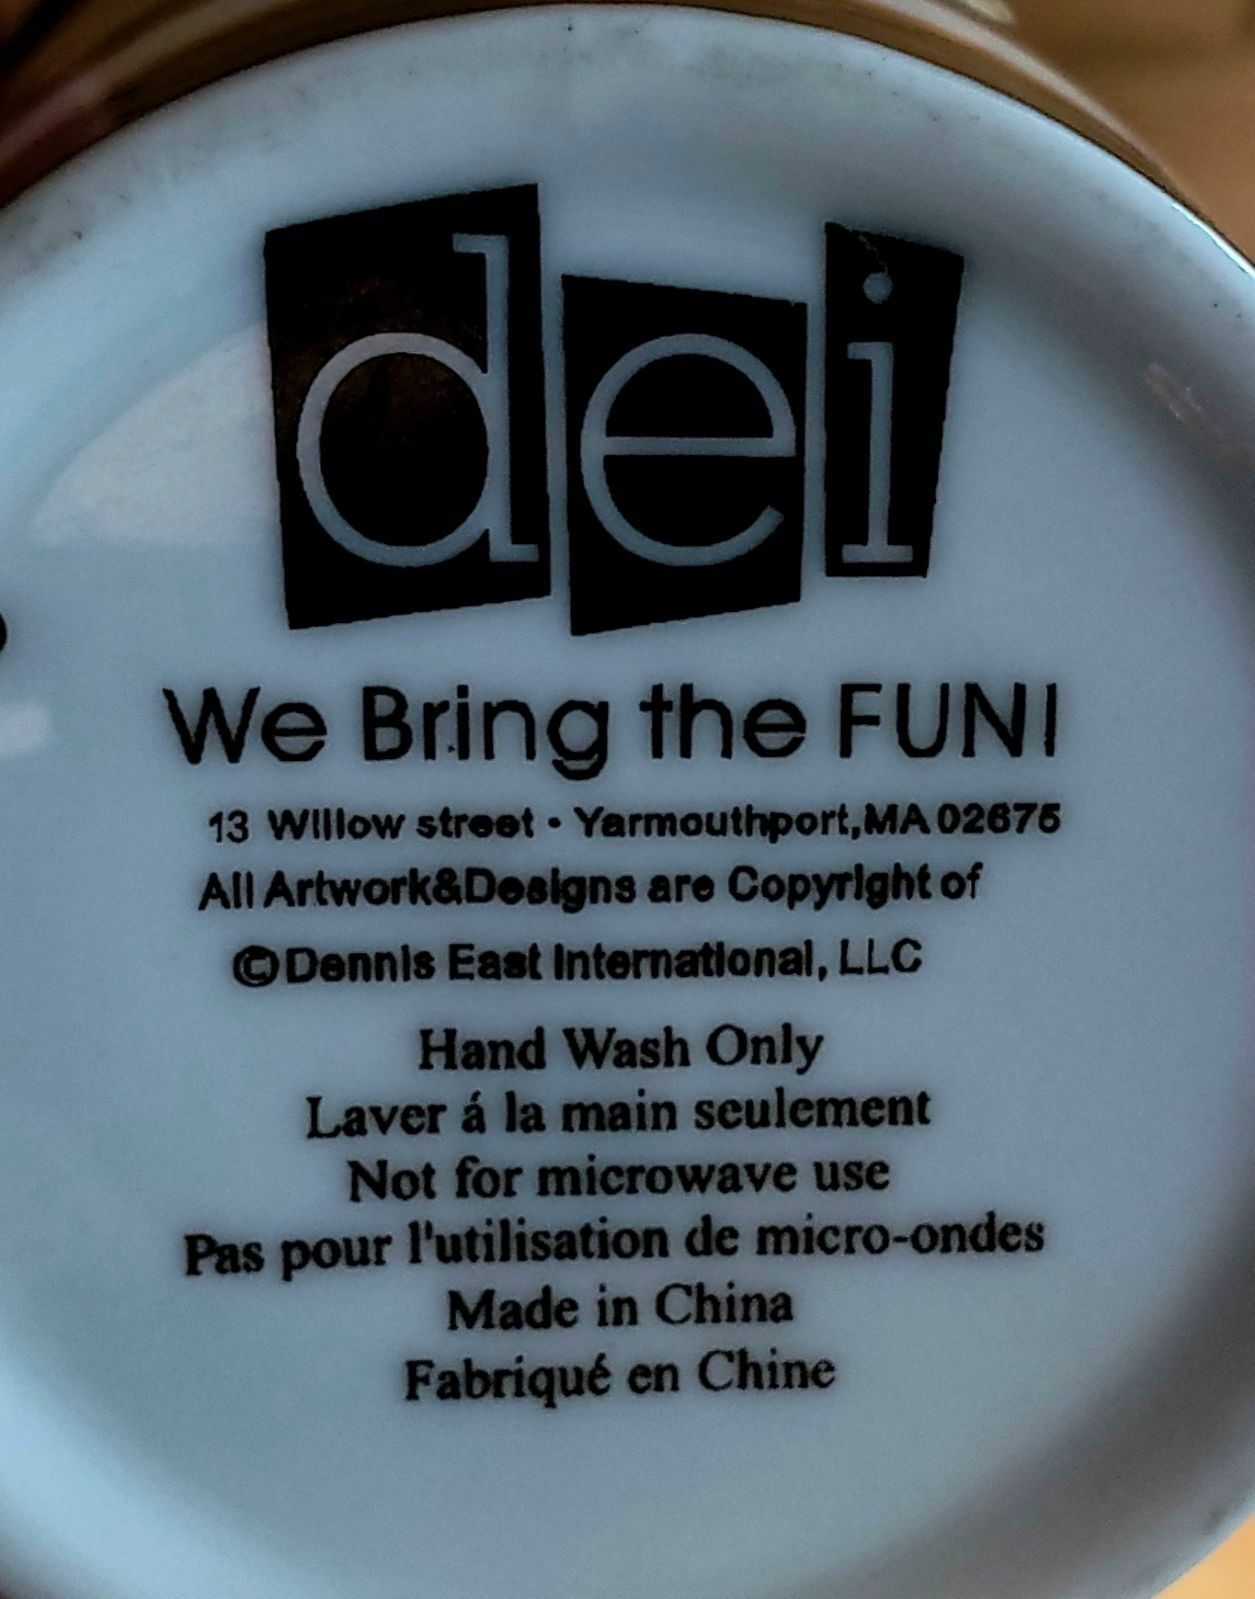 dei
We Bring the FUN!
13 Willow street • Yarmouthport,MA 02675
All Artwork&Designs are Copyright of
©Dennis East International, LLC
Hand Wash Only
Laver á la main seulement
Not for microwave use
Pas pour l'utilisation de micro-ondes
Made in China
Fabriqué en Chine